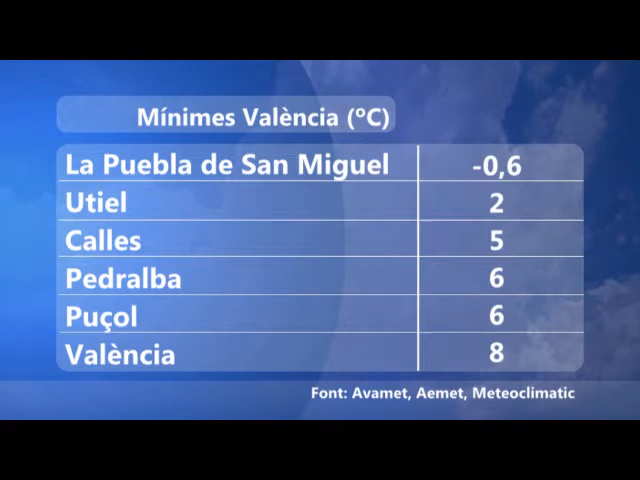 Mínimes València (ºC)
La Puebla de San Miguel -0,6
Utiel 2
Calles 5
Pedralba 6
Puçol 6
València 8
Font: Avamet, Aemet, Meteoclimatic